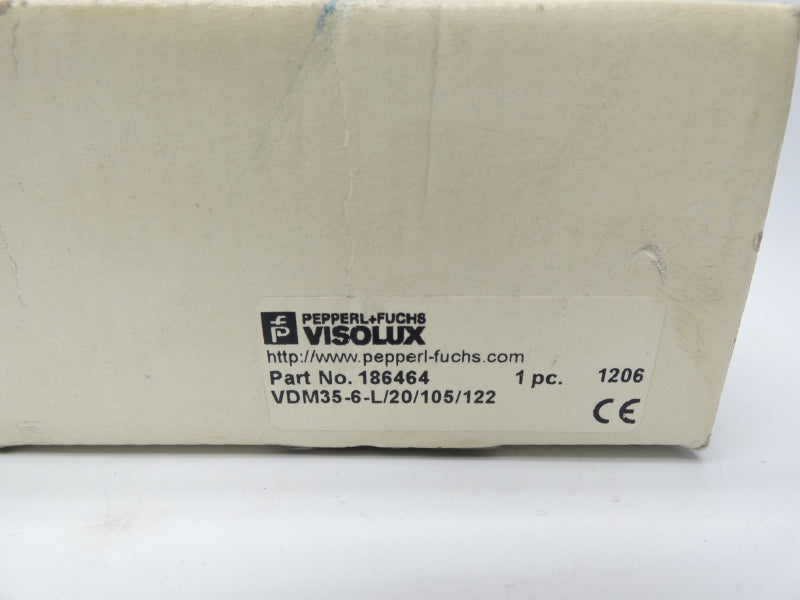 PEPPERL+FUCHS
VISOLUX
http://www.pepperl-fuchs.com
Part No. 186464 1 pc. 1206
VDM35-6-L/20/105/122
CE